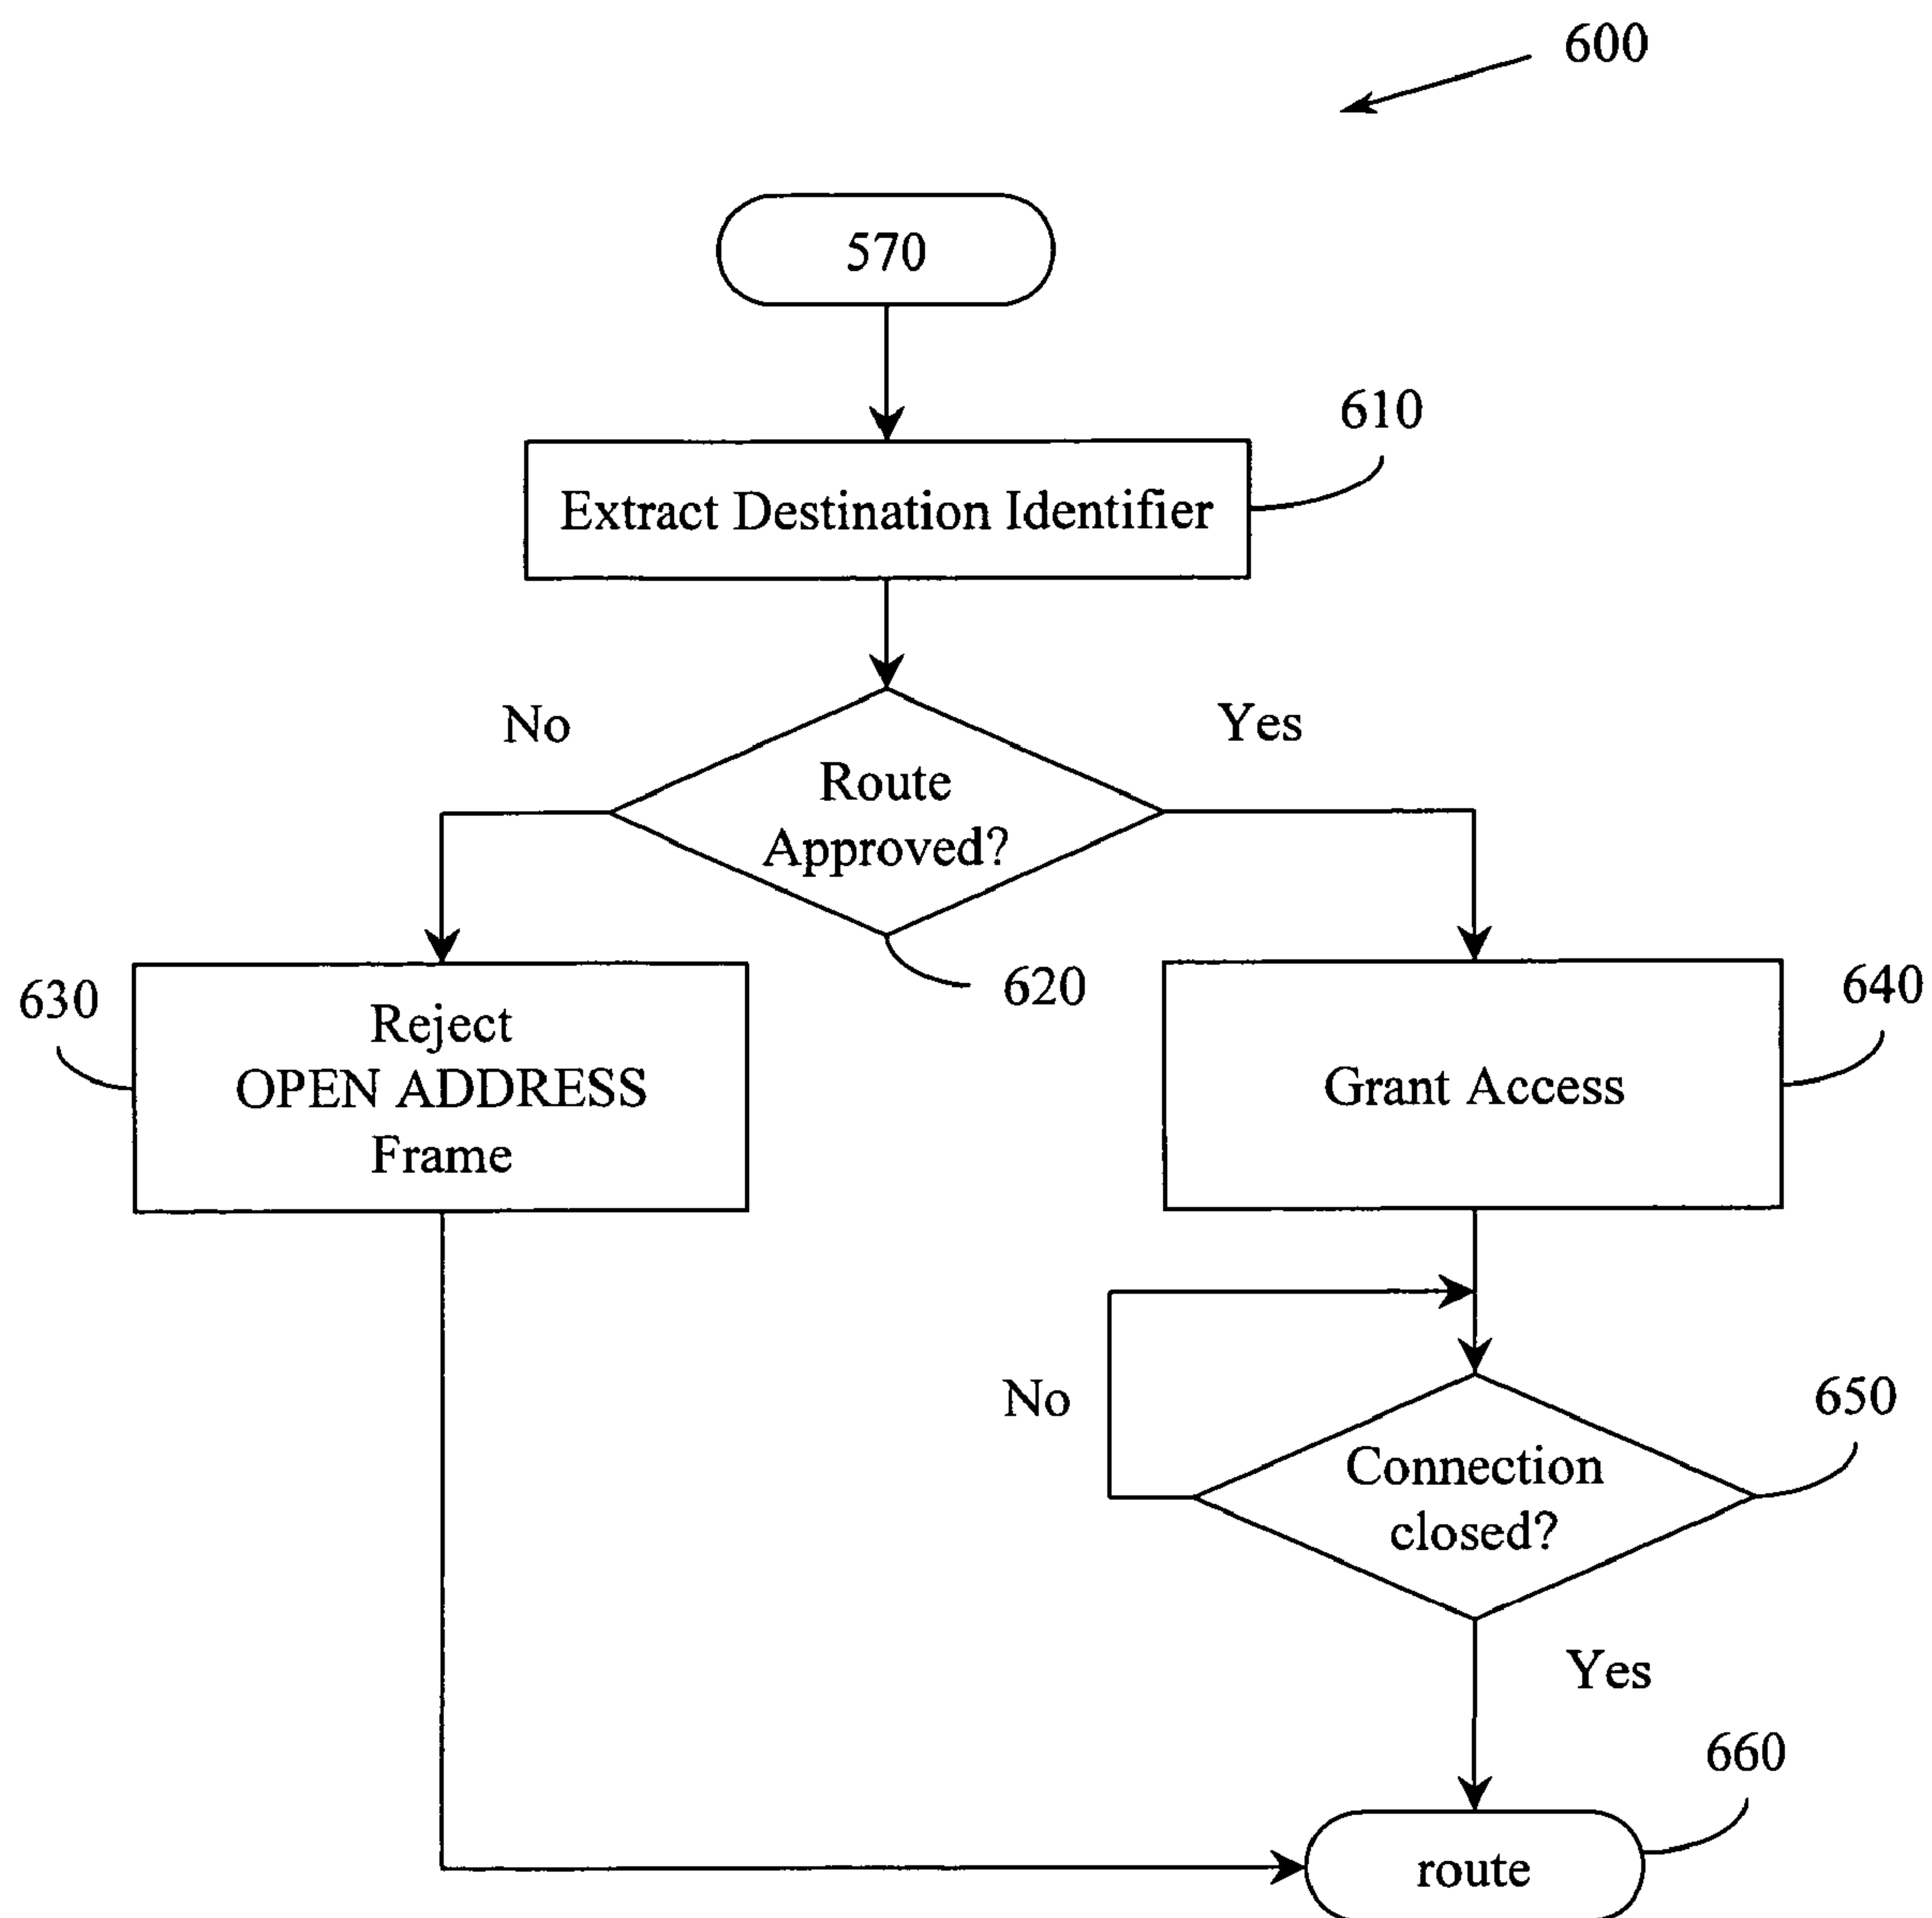 600
570
610
Extract Destination Identifier
No
Yes
Route
Approved?
620
630
640
Reject
OPEN ADDRESS
Frame
Grant Access
No
650
Connection
closed?
Yes
660
route